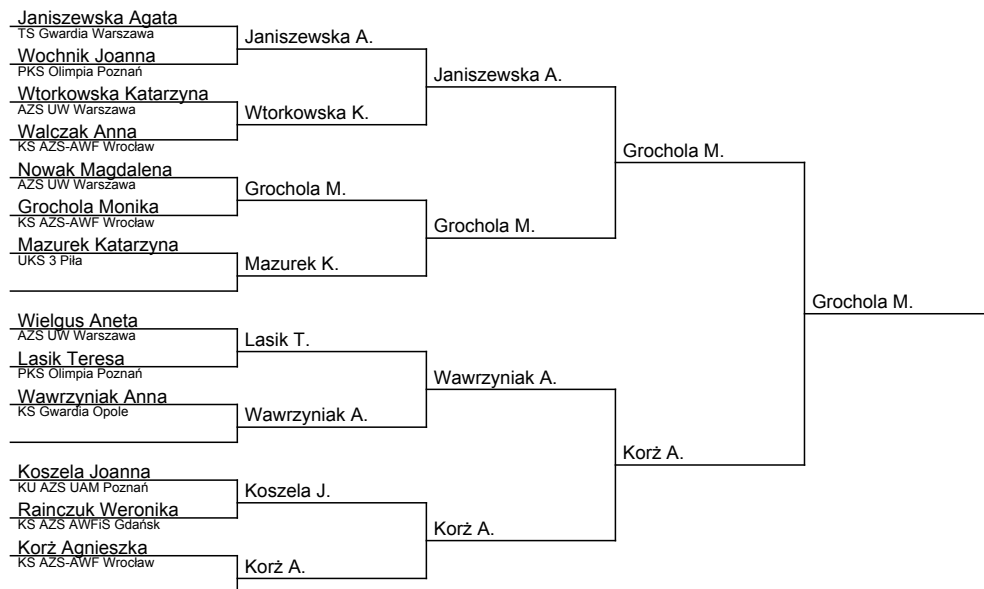 Janiszewska Agata
TS Gwardia Warszawa
Janiszewska A.
Wochnik Joanna
PKS Olimpia Poznań
Janiszewska A.
Wtorkowska Katarzyna
AZS UW Warszawa
Wtorkowska K.
Walczak Anna
KS AZS-AWF Wrocław
Grochola M.
Nowak Magdalena
AZS UW Warszawa
Grochola M.
Grochola Monika
KS AZS-AWF Wrocław
Grochola M.
Mazurek Katarzyna
UKS 3 Piła
Mazurek K.
Grochola M.
Wielgus Aneta
AZS UW Warszawa
Lasik T.
Lasik Teresa
PKS Olimpia Poznań
Wawrzyniak A.
Wawrzyniak Anna
KS Gwardia Opole
Wawrzyniak A.
Korż A.
Koszela Joanna
KU AZS UAM Poznań
Koszela J.
Rainczuk Weronika
KS AZS AWFiS Gdańsk
Korż A.
Korż Agnieszka
KS AZS-AWF Wrocław
Korż A.